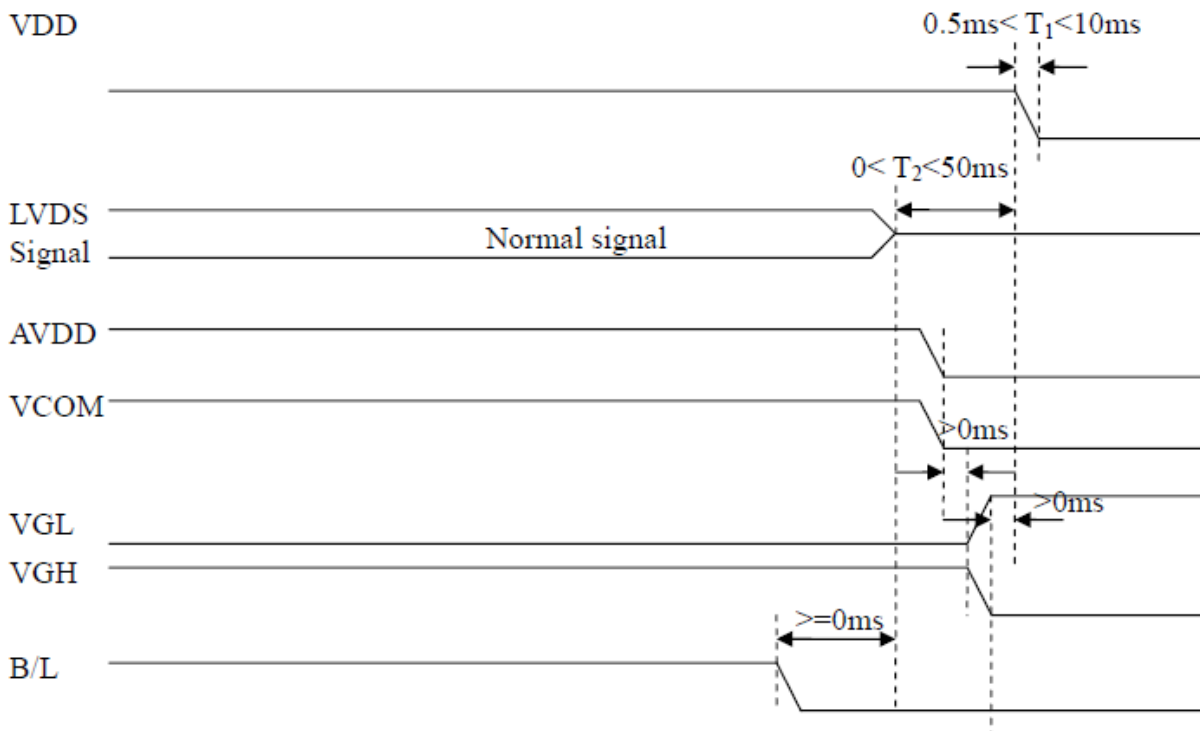 VDD
0.5ms< T₁<10ms
0< T₂<50ms
LVDS
Signal
Normal signal
AVDD
VCOM
>0ms
>0ms
VGL
VGH
>=0ms
B/L